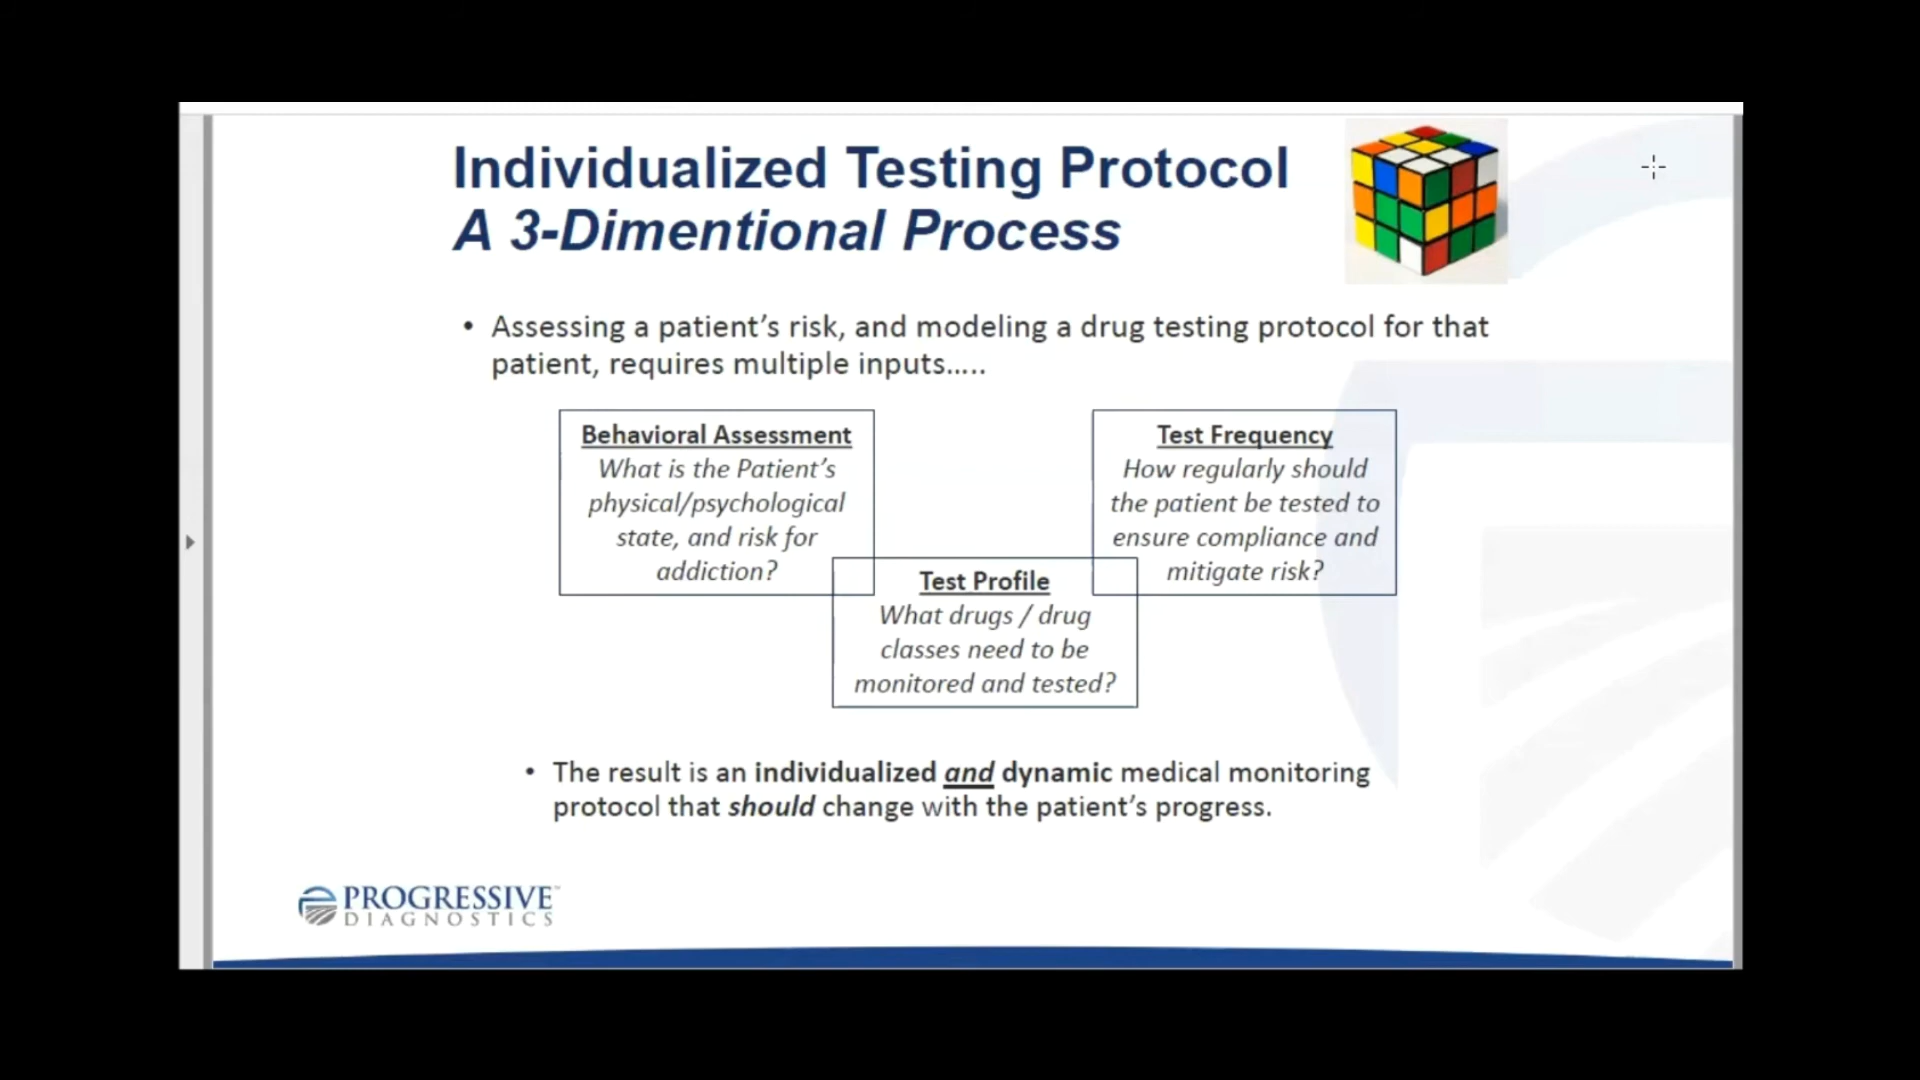 Individualized Testing Protocol
A 3-Dimentional Process
• Assessing a patient's risk, and modeling a drug testing protocol for that
patient, requires multiple inputs.....
Behavioral Assessment
What is the Patient's
physical/psychological
state, and risk for
addiction?
Test Frequency
How regularly should
the patient be tested to
ensure compliance and
mitigate risk?
Test Profile
What drugs / drug
classes need to be
monitored and tested?
• The result is an individualized and dynamic medical monitoring
protocol that should change with the patient's progress.
PROGRESSIVE™
DIAGNOSTICS